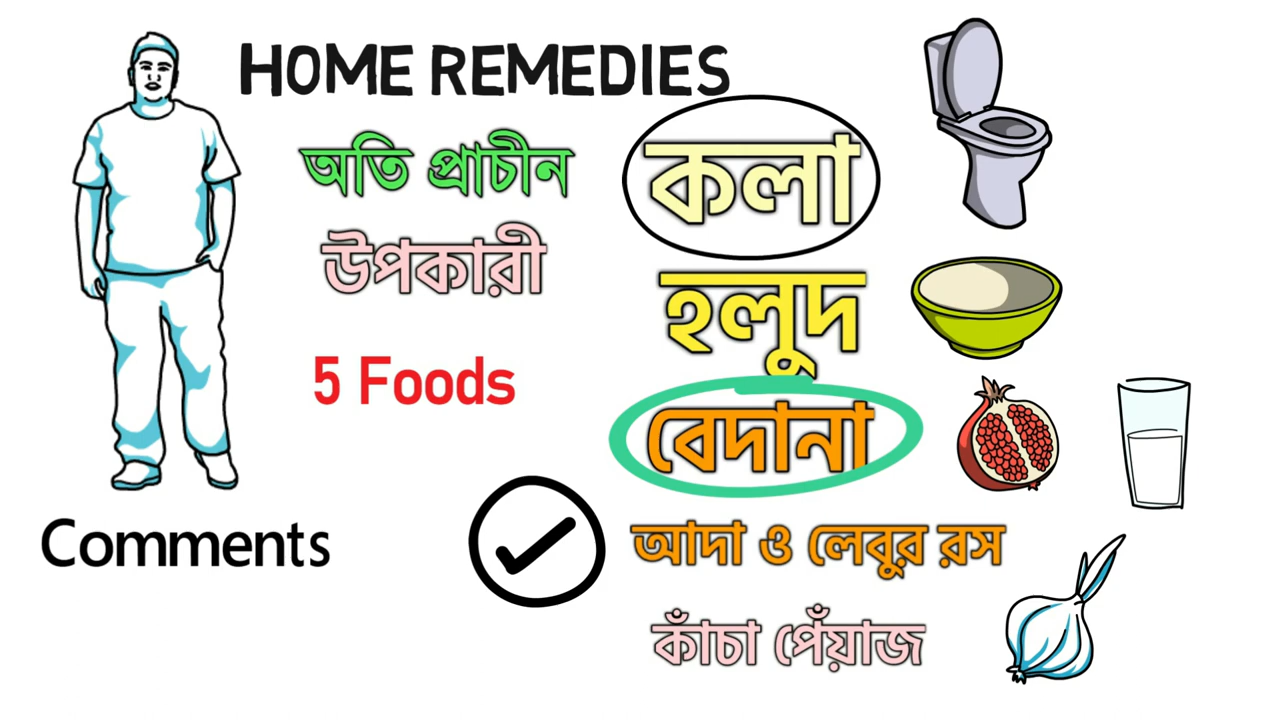 HOME REMEDIES
অতি প্রাচীন
উপকারী
5 Foods
কলা
হলুদ
বেদানা
আদা ও লেবুর রস
কাঁচা পেঁয়াজ
Comments